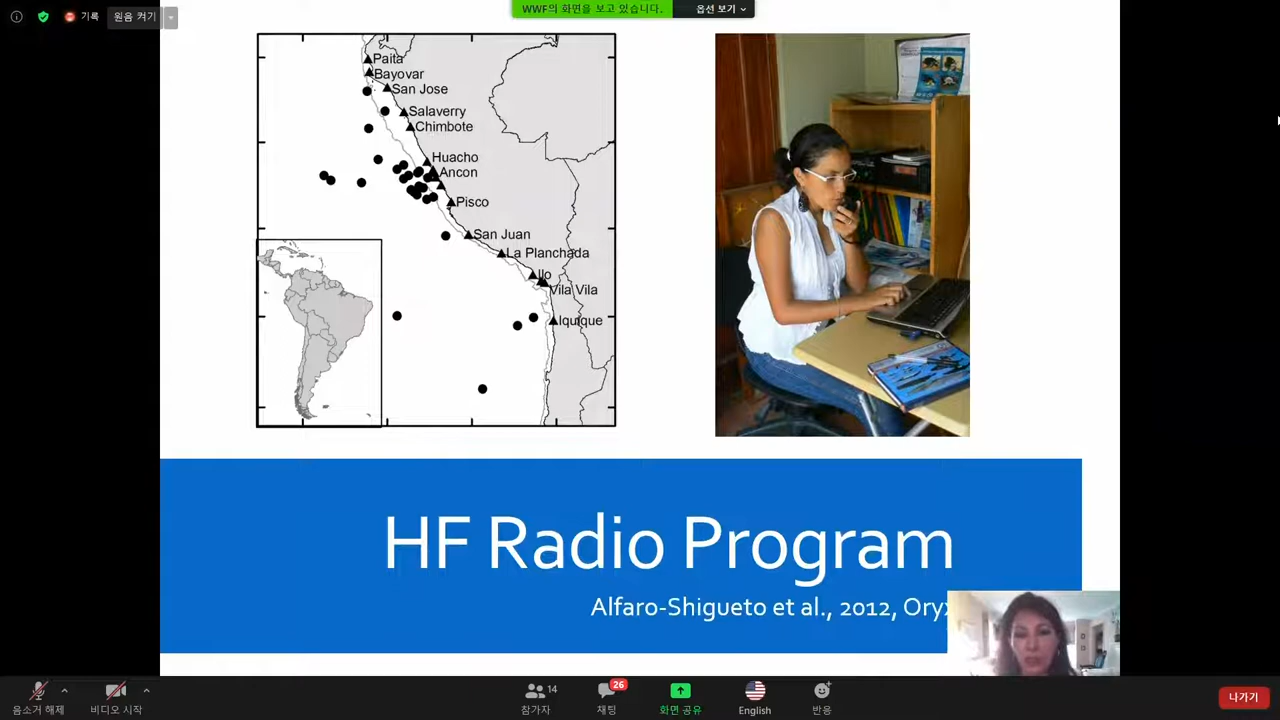 기록
원음 켜기
WWF의 화면을 보고 있습니다.
옵션 보기
Paita
Bayovar
San Jose
Salaverry
Chimbote
Huacho
Ancon
Pisco
San Juan
La Planchada
Ilo
Vila Vila
Iquique
HF Radio Program
Alfaro-Shigueto et al., 2012, Oryx
음소거 해제
비디오 시작
14
참가자
26
채팅
화면 공유
English
반응
나가기